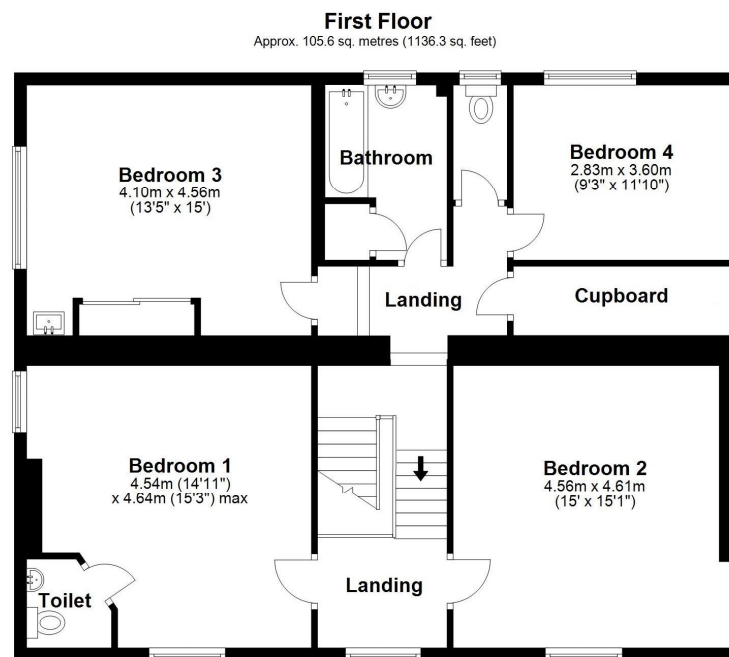 First Floor
Approx. 105.6 sq. metres (1136.3 sq. feet)
Bedroom 3
4.10m x 4.56m
(13'5" x 15')
Bathroom
Bedroom 4
2.83m x 3.60m
(9'3" x 11'10")
Landing
Cupboard
Bedroom 1
4.54m (14'11")
x 4.64m (15'3") max
Bedroom 2
4.56m x 4.61m
(15' x 15'1")
Toilet
Landing